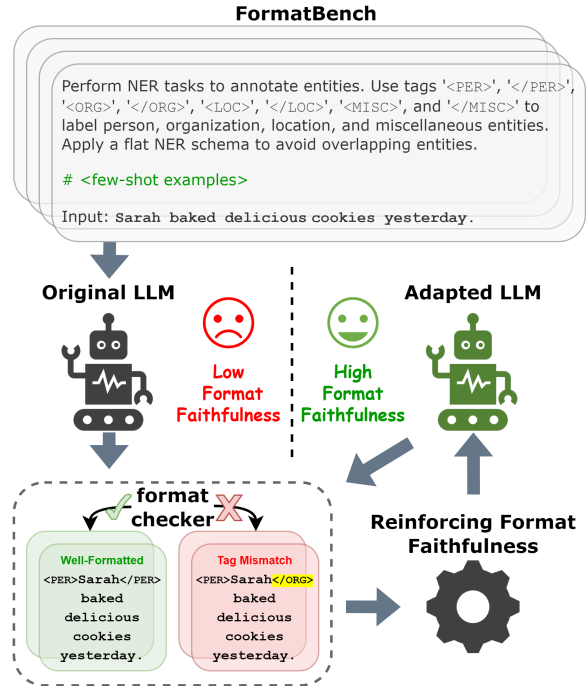 FormatBench
Perform NER tasks to annotate entities. Use tags '<PER>', '</PER>',
'<ORG>', '</ORG>', '<LOC>', '</LOC>', '<MISC>', and '</MISC>' to
label person, organization, location, and miscellaneous entities.
Apply a flat NER schema to avoid overlapping entities.
# <few-shot examples>
Input: Sarah baked delicious cookies yesterday.
Original LLM
Low
Format
Faithfulness
High
Format
Faithfulness
Adapted LLM
format
checker
Well-Formatted
<PER>Sarah</PER>
baked
delicious
cookies
yesterday.
Tag Mismatch
<PER>Sarah</ORG>
baked
delicious
cookies
yesterday.
Reinforcing Format
Faithfulness